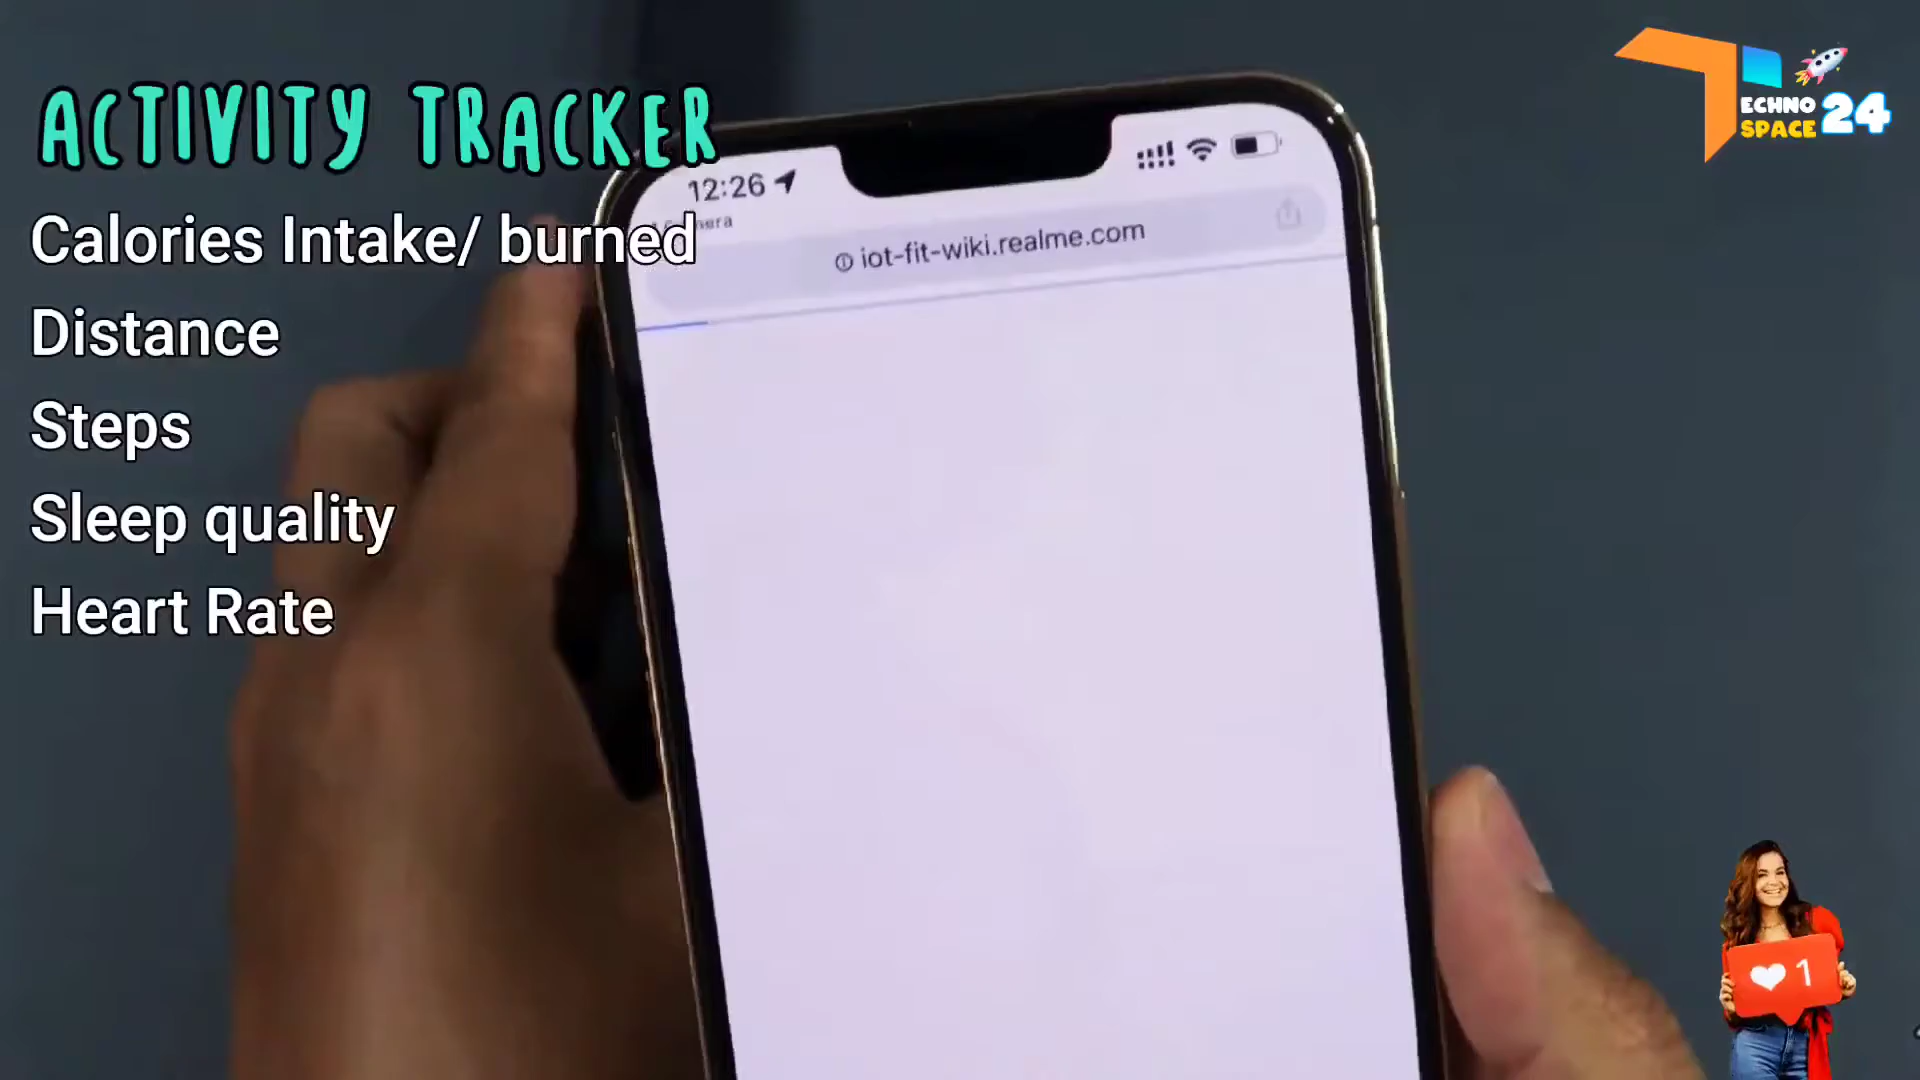 ACTIVITY TRACKER
Calories Intake/ burned
Distance
Steps
Sleep quality
Heart Rate
12:26
iot-fit-wiki.realme.com
ECHNO
SPACE 24
1